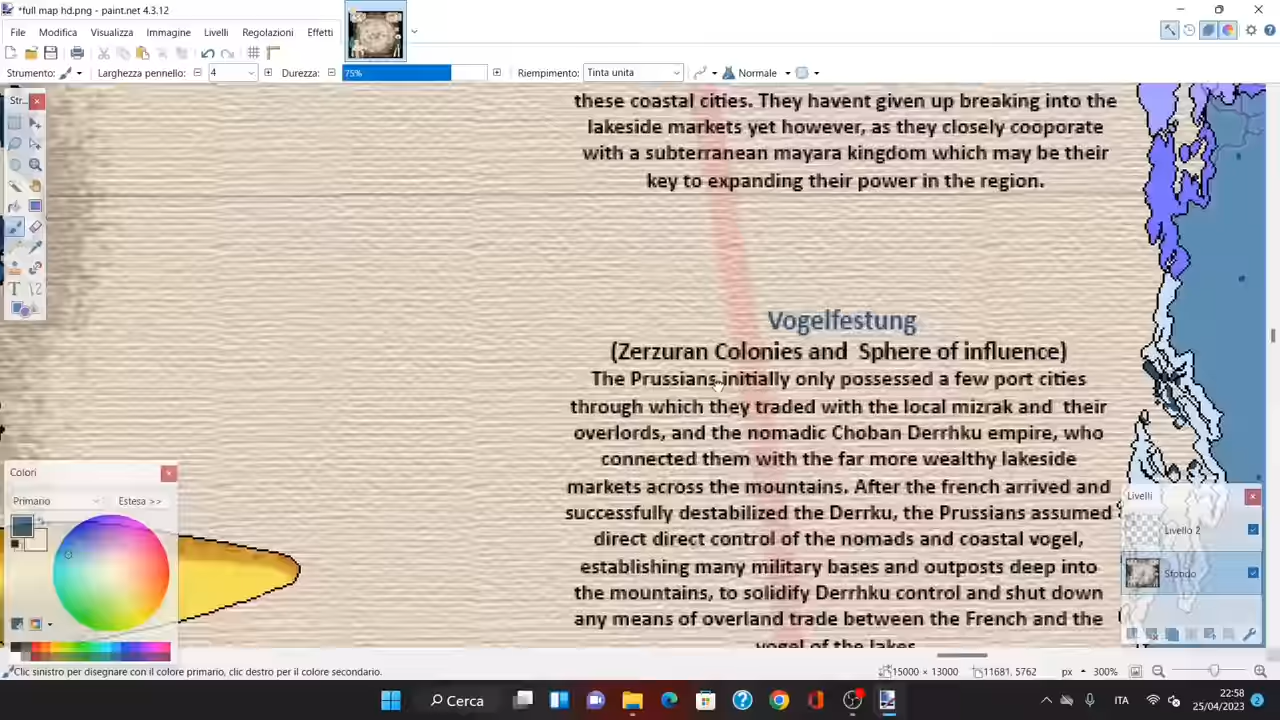 *full map hd.png - paint.net 4.3.12
File Modifica Visualizza Immagine Livelli Regolazioni Effetti
Strumento: Larghezza pennello: 4 Durezza: 75% Riempimento: Tinta unita Normale
Str...
these coastal cities. They havent given up breaking into the
lakeside markets yet however, as they closely cooporate
with a subterranean mayara kingdom which may be their
key to expanding their power in the region.
Vogelfestung
(Zerzuran Colonies and  Sphere of influence)
The Prussians initially only possessed a few port cities
through which they traded with the local mizrak and  their
overlords, and the nomadic Choban Derrhku empire, who
connected them with the far more wealthy lakeside
markets across the mountains. After the french arrived and
successfully destabilized the Derrku, the Prussians assumed
direct direct control of the nomads and coastal vogel,
establishing many military bases and outposts deep into
the mountains, to solidify Derrhku control and shut down
any means of overland trade between the French and the
vogel of the lakes.
Colori
Primario Estesa >>
Livelli
Livello 2
Sfondo
Clic sinistro per disegnare con il colore primario, clic destro per il colore secondario.
15000 × 13000 11681, 5762 px 300%
Cerca
ITA
22:58
25/04/2023
2